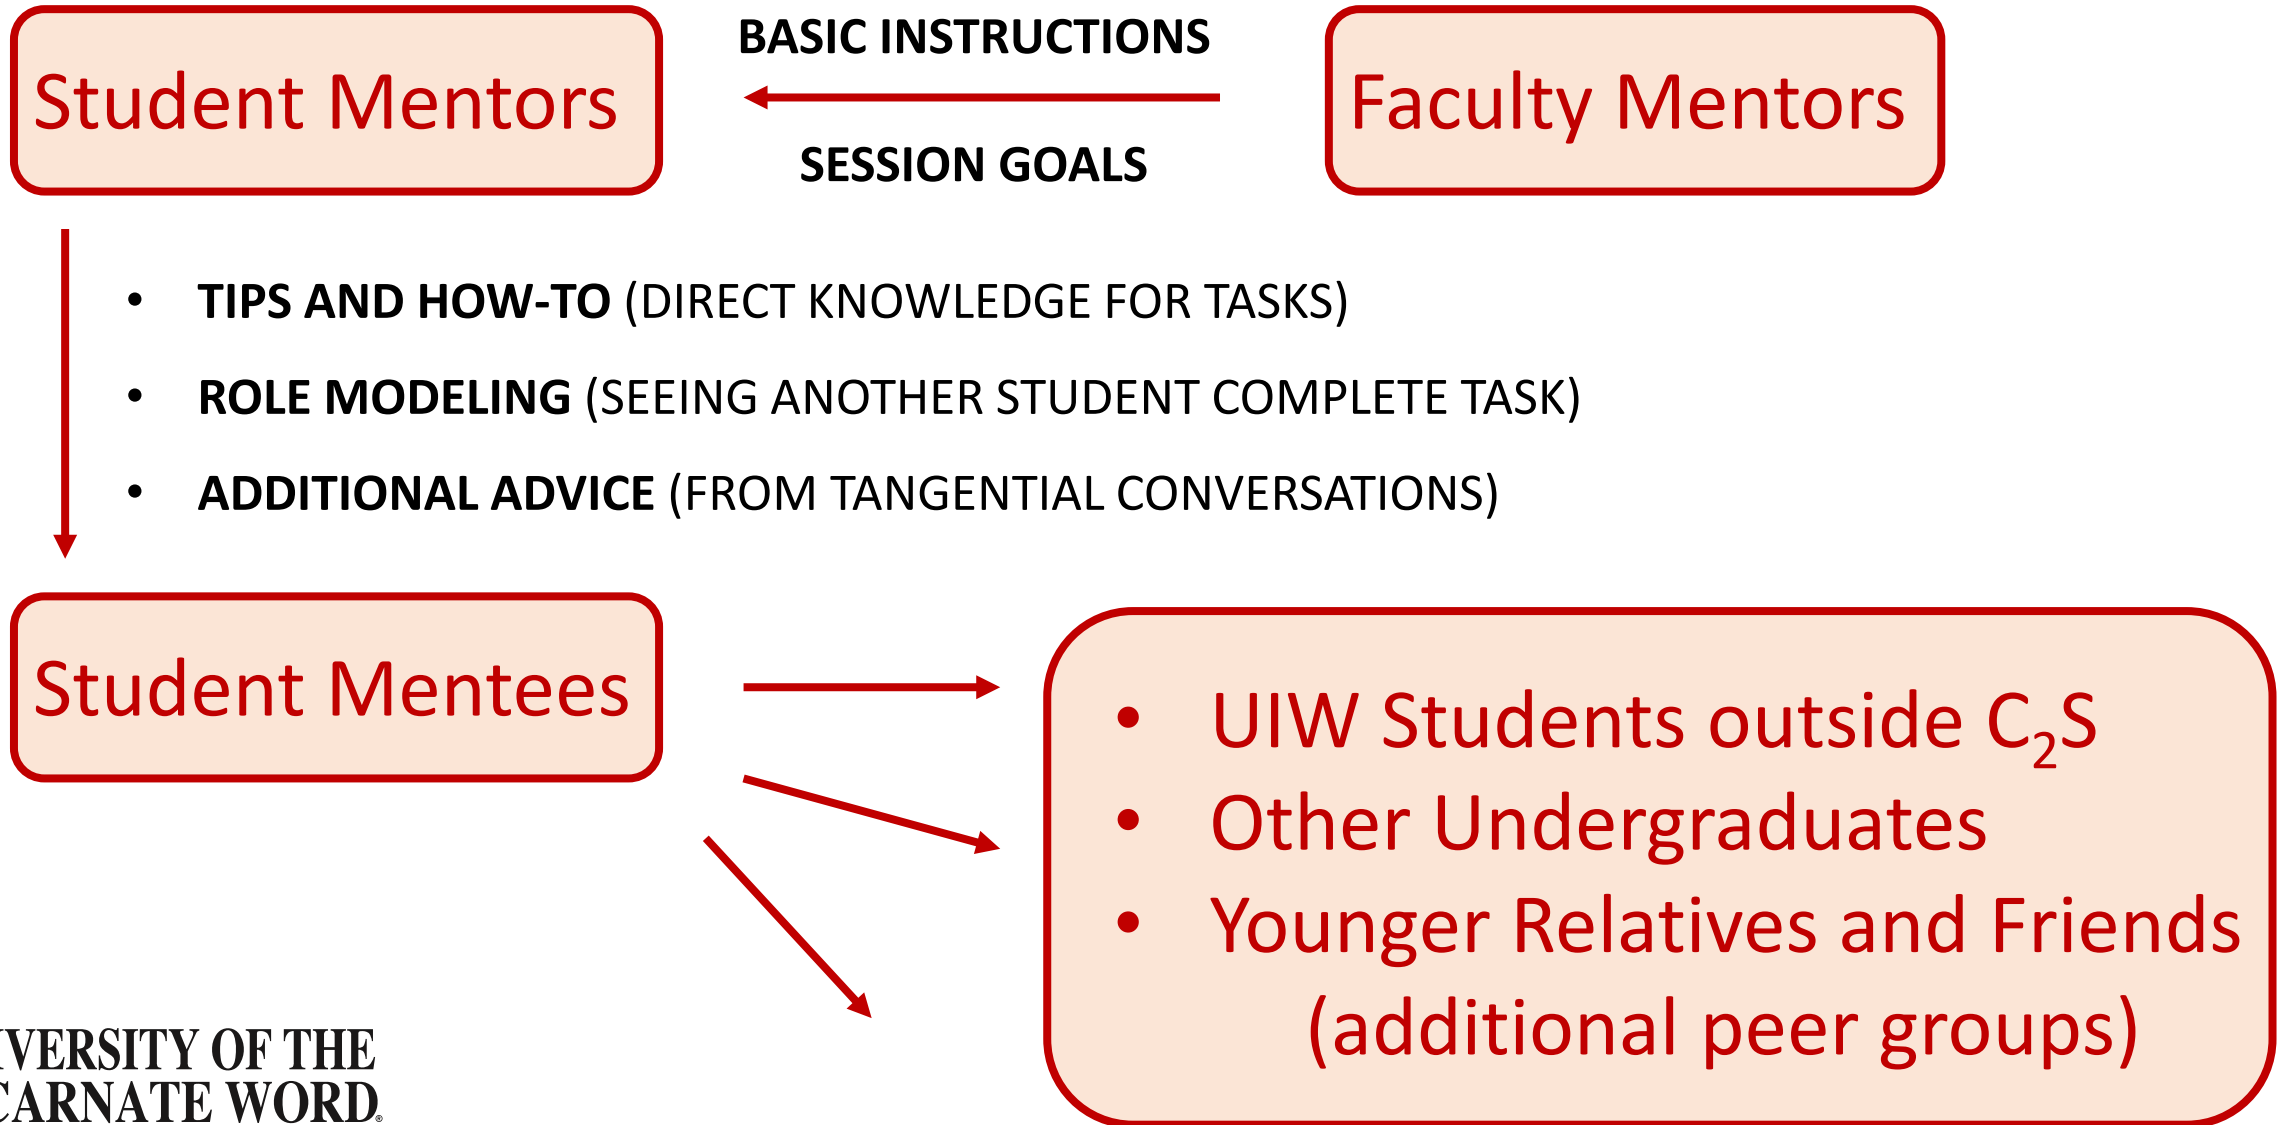 Student Mentors
BASIC INSTRUCTIONS
SESSION GOALS
Faculty Mentors
• TIPS AND HOW-TO (DIRECT KNOWLEDGE FOR TASKS)
• ROLE MODELING (SEEING ANOTHER STUDENT COMPLETE TASK)
• ADDITIONAL ADVICE (FROM TANGENTIAL CONVERSATIONS)
Student Mentees
• UIW Students outside C₂S
• Other Undergraduates
• Younger Relatives and Friends
(additional peer groups)
VERSITY OF THE
CARNATE WORD®